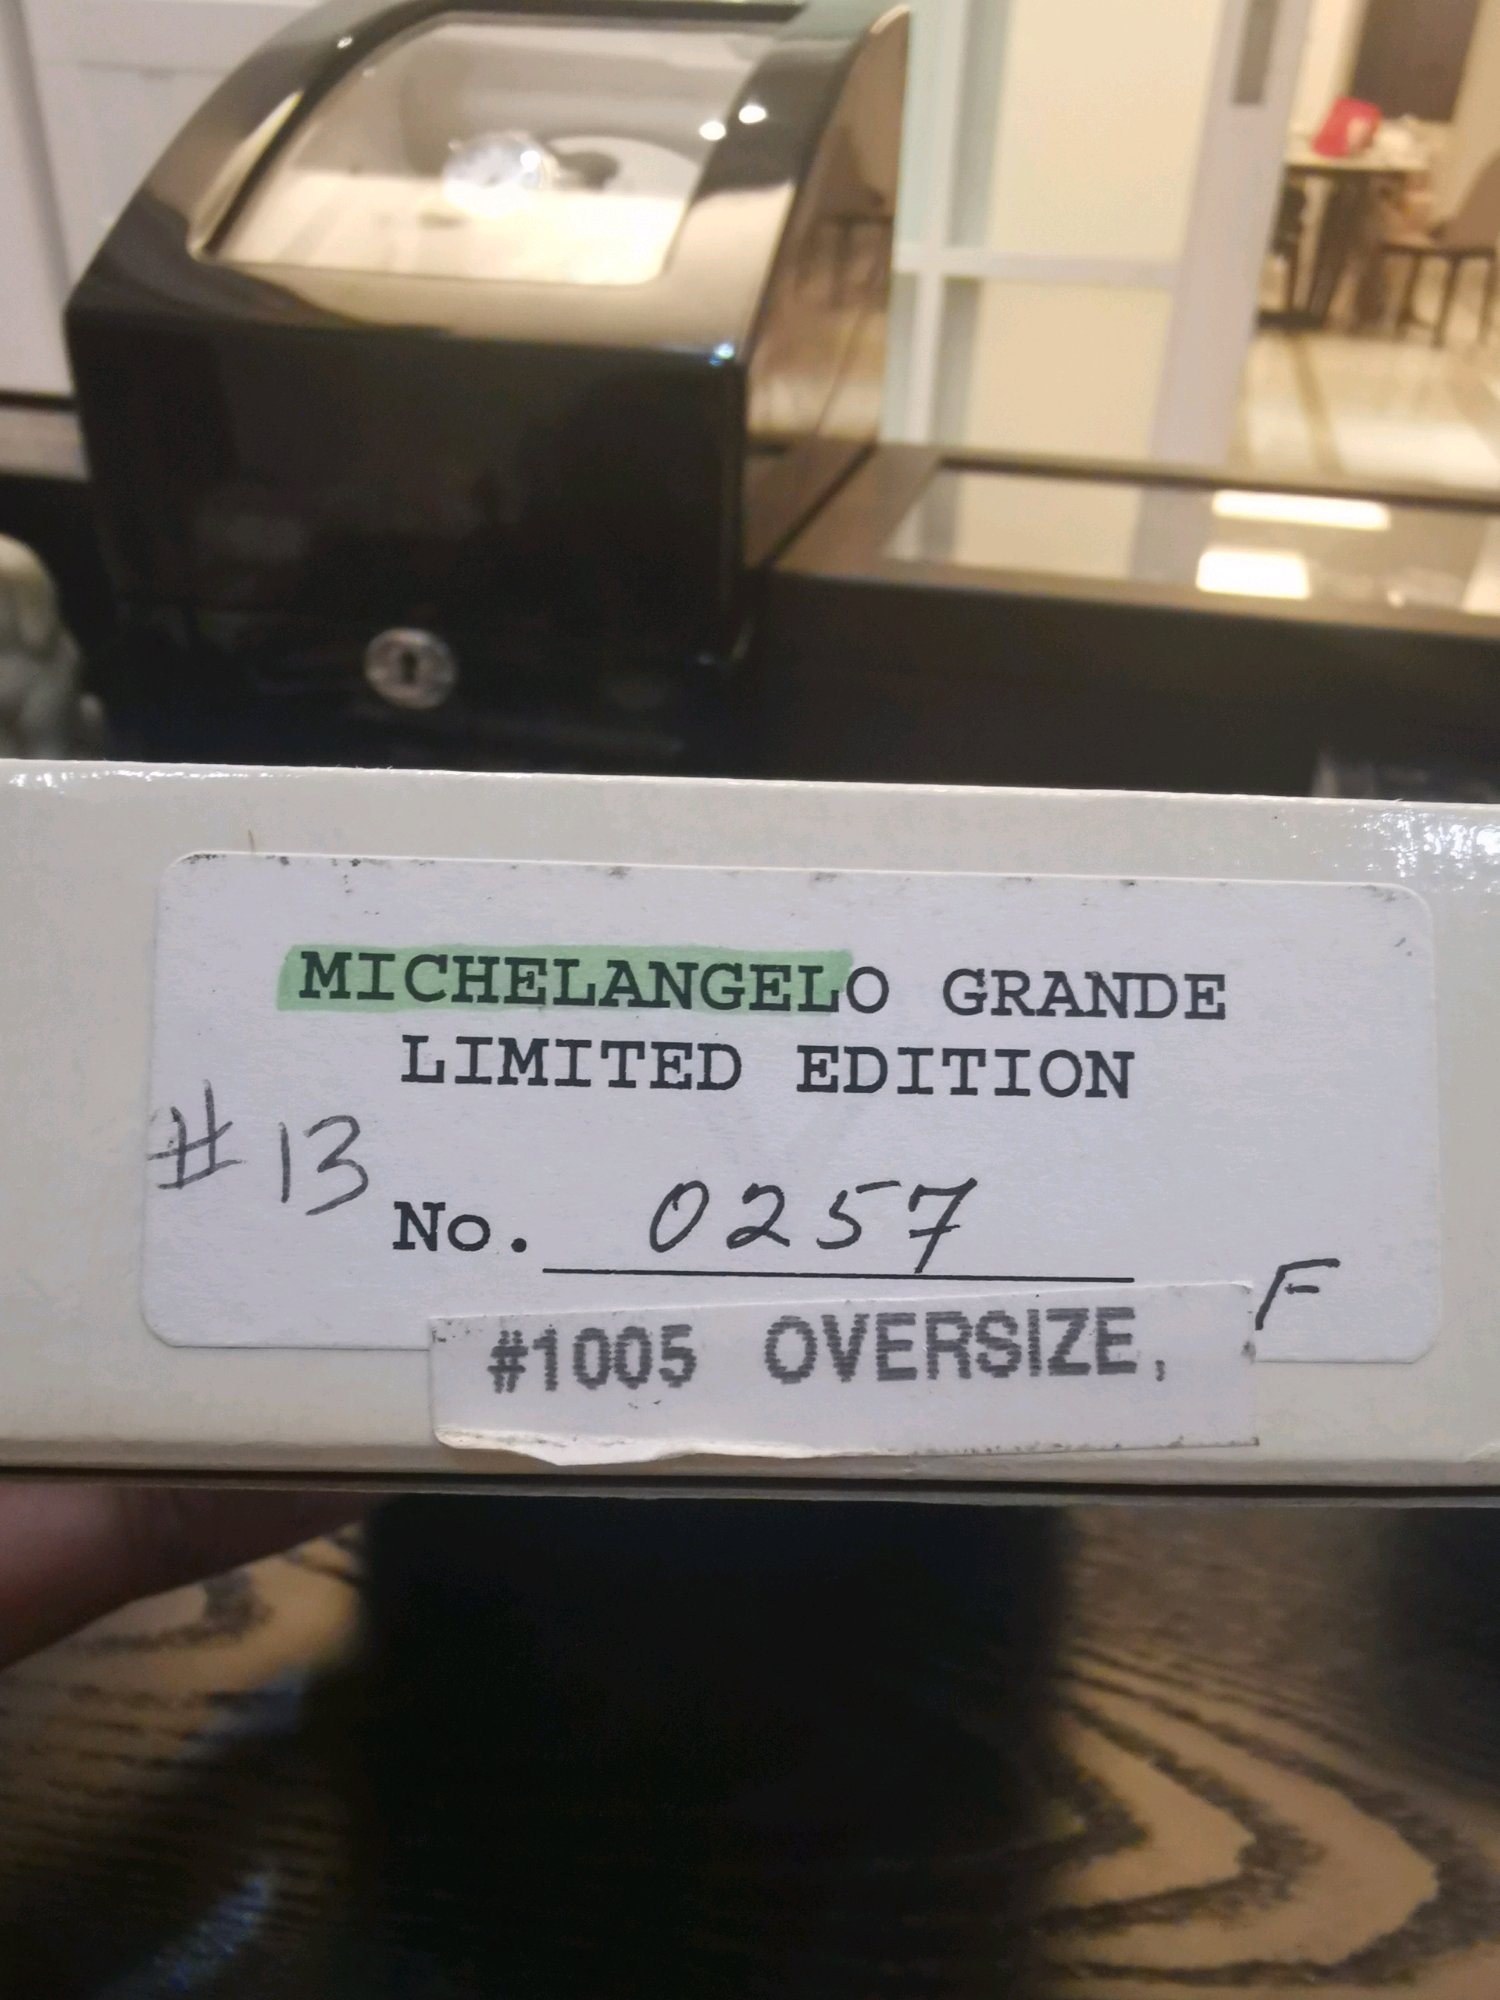 MICHELANGELO GRANDE
LIMITED EDITION
#13
No. 0257
F
#1005 OVERSIZE,